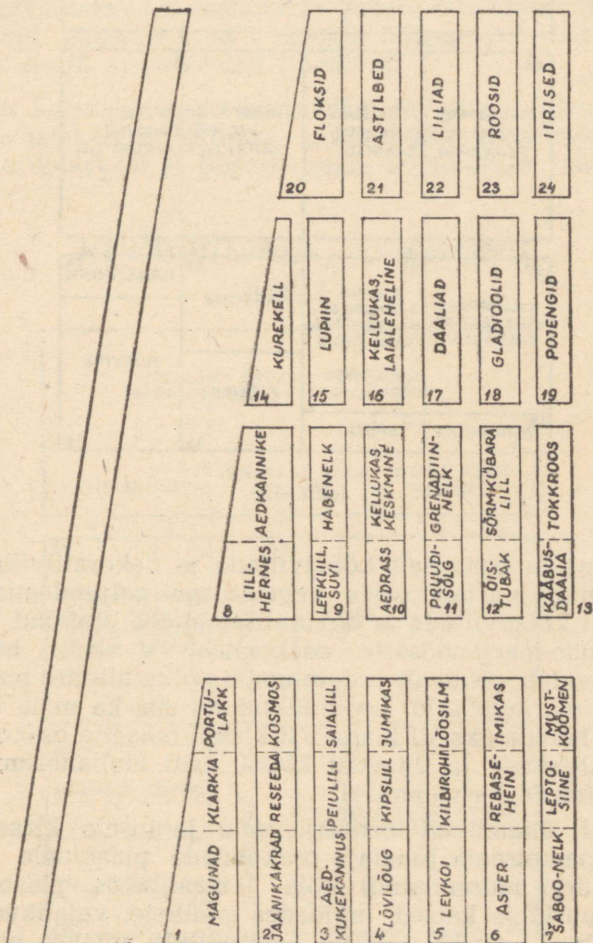 20 FLOKSID
21 ASTILBED
22 LIILIAD
23 ROOSID
24 IIRISED
14 KUREKELL
15 LUPIIN
16 KELLUKAS,
LAIALEHELINE
17 DAALIAD
18 GLADIOOLID
19 POJENGID
8 LILL-
HERNES
AEDKANNIKE
9 LEEKLILL,
SUVI
HABENELK
10 AEDRASS
KELLUKAS,
KESKMINE
11 PRUUDI-
SÕLG
GRENADIIN-
NELK
12 ÕIS-
TUBAK
SÕRMKÜBARA
LILL
13 KÄÄBUS-
DAALIA
TOKKROOS
1 MAGUNAD
KLARKIA
PORTU-
LAKK
2 JAANIKAKRAD
RESEEDA
KOSMOS
3 AED-
KUKEKANNUS
PEIULILL
SAIALILL
4 LÕVILÕUG
KIPSLILL
JUMIKAS
5 LEVKOI
KILBIROHI
LÕOSILM
6 ASTER
REBASE-
HEIN
IMIKAS
7 SABOO-NELK
LEPTO-
SIINE
MUST-
KÖÖMEN